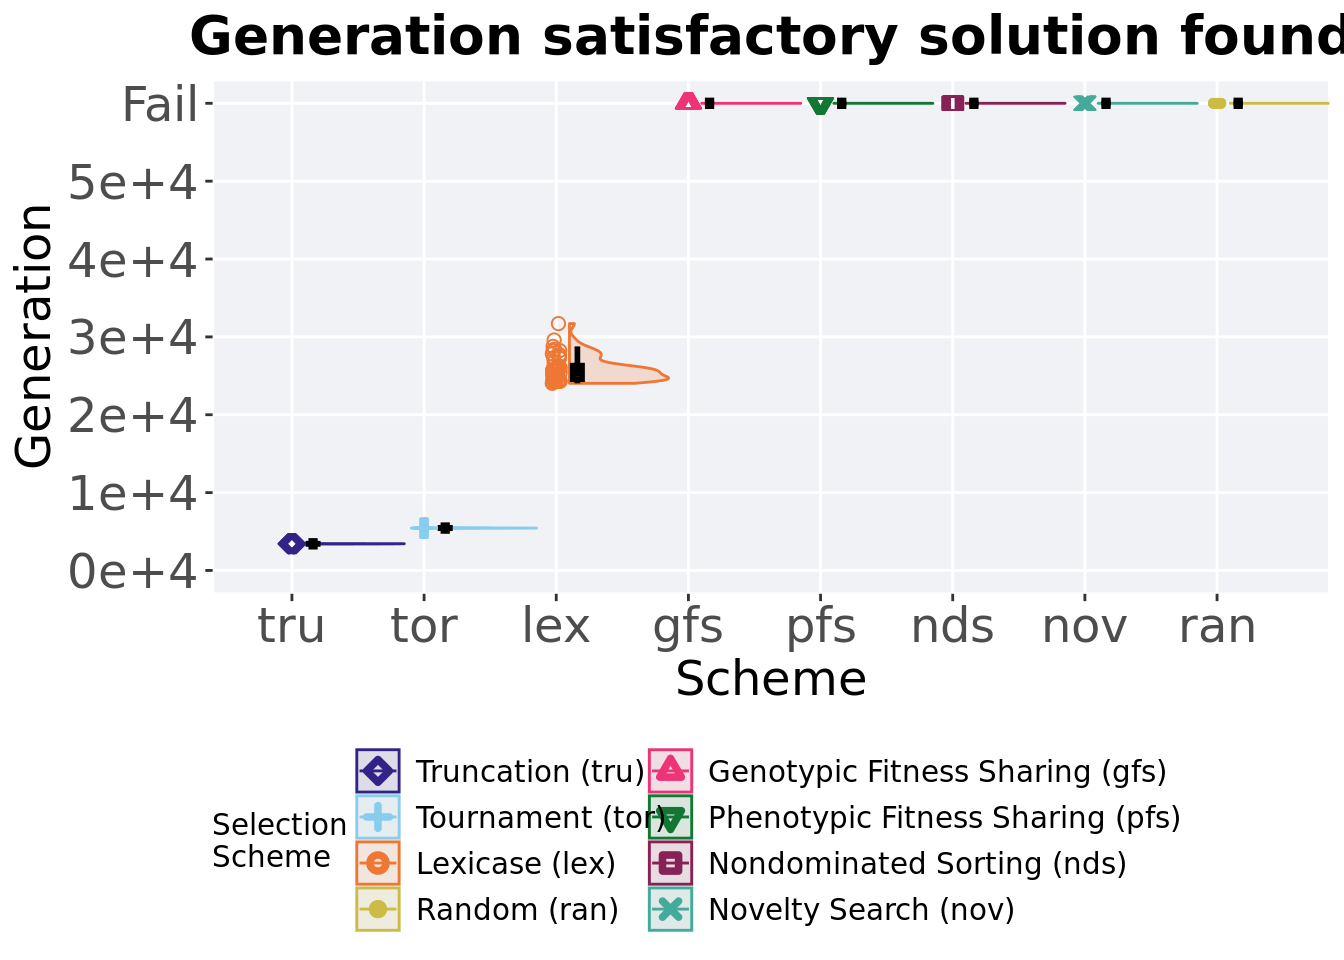 Generation satisfactory solution found
Generation
Fail
5e+4
4e+4
3e+4
2e+4
1e+4
0e+4
tru tor lex gfs pfs nds nov ran
Scheme
Selection
Scheme
Truncation (tru)
Tournament (tor)
Lexicase (lex)
Random (ran)
Genotypic Fitness Sharing (gfs)
Phenotypic Fitness Sharing (pfs)
Nondominated Sorting (nds)
Novelty Search (nov)